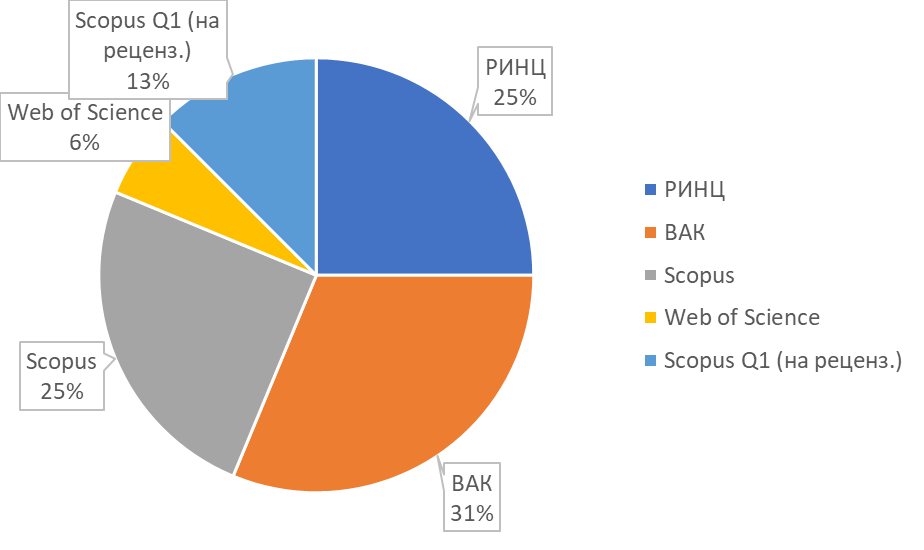 Scopus Q1 (на
реценз.)
13%
РИНЦ
25%
Web of Science
6%
Scopus
25%
ВАК
31%
РИНЦ
ВАК
Scopus
Web of Science
Scopus Q1 (на реценз.)